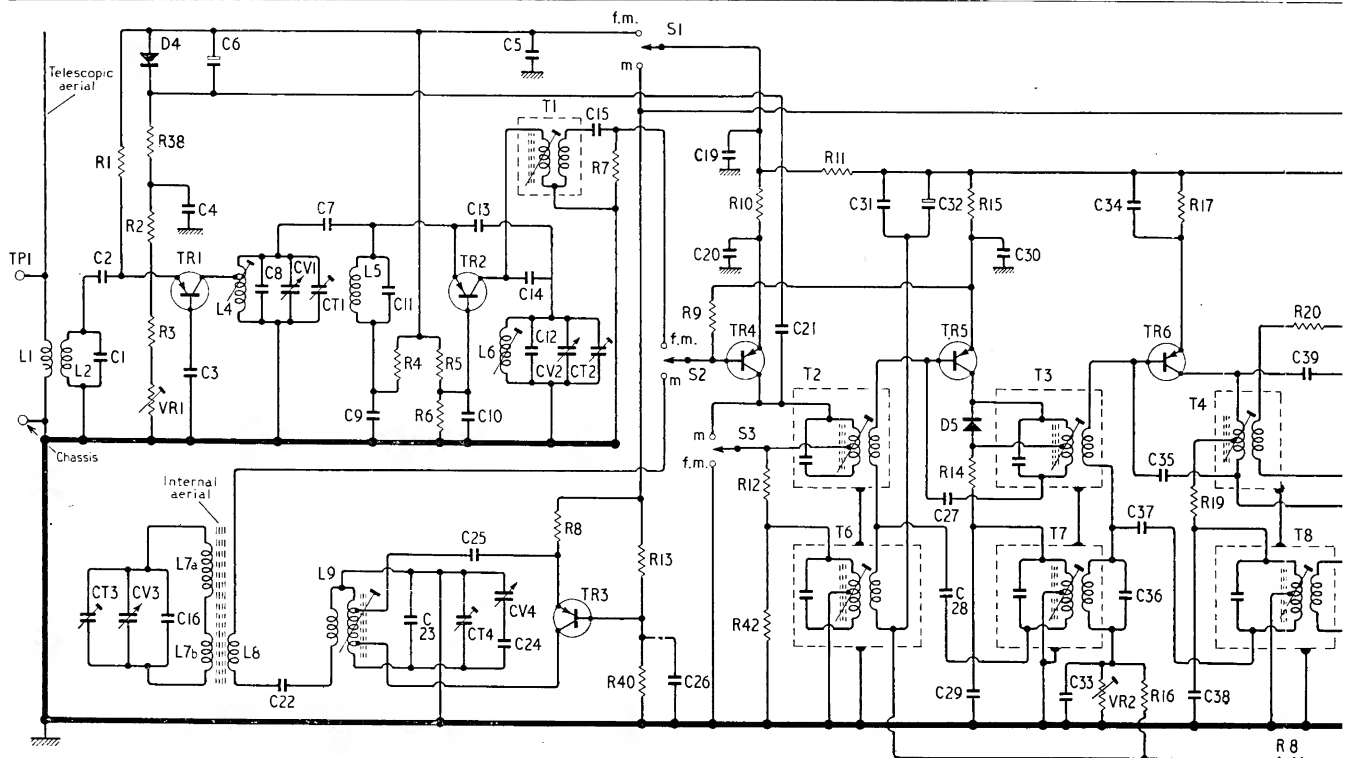 f.m.
S1
m
D4
C6
C5
Telescopic
aerial
T1
C15
R1
R38
R7
C19
R11
C4
C7
C13
R10
C31
C32
R15
C34
R17
R2
C2
TP1
TR1
C8
CV1
L5
TR2
C14
C20
C30
L4
CT1
C11
R9
C21
R20
R3
L6
C12
f.m.
TR4
TR5
TR6
C39
L1
L2
C1
C3
R4
R5
CV2
CT2
S2
m
T2
T3
T4
VR1
C9
R6
C10
D5
Chassis
m
S3
f.m.
R14
C35
R19
Internal
aerial
R12
C27
C37
R8
R13
T6
T7
T8
C25
L9
CT3
CV3
L7a
CV4
TR3
C
28
C36
C16
C
23
CT4
C24
R42
L7b
L8
R40
C26
C33
VR2
R16
C38
C22
C29
R 8